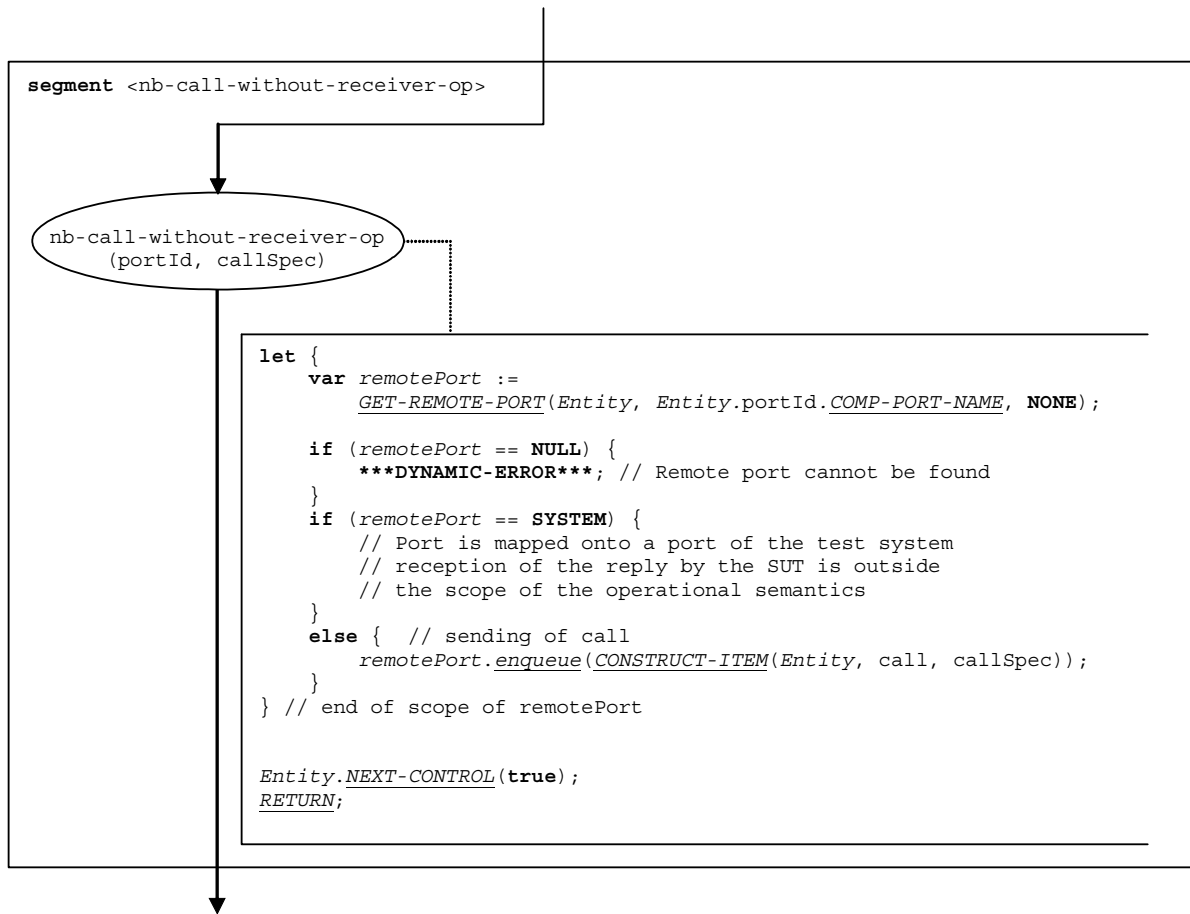 segment <nb-call-without-receiver-op>
nb-call-without-receiver-op
(portId, callSpec)
let {
var remotePort :=
GET-REMOTE-PORT(Entity, Entity.portId.COMP-PORT-NAME, NONE);
if (remotePort == NULL) {
***DYNAMIC-ERROR***; // Remote port cannot be found
}
if (remotePort == SYSTEM) {
// Port is mapped onto a port of the test system
// reception of the reply by the SUT is outside
// the scope of the operational semantics
}
else {  // sending of call
remotePort.enqueue(CONSTRUCT-ITEM(Entity, call, callSpec));
}
} // end of scope of remotePort
Entity.NEXT-CONTROL(true);
RETURN;